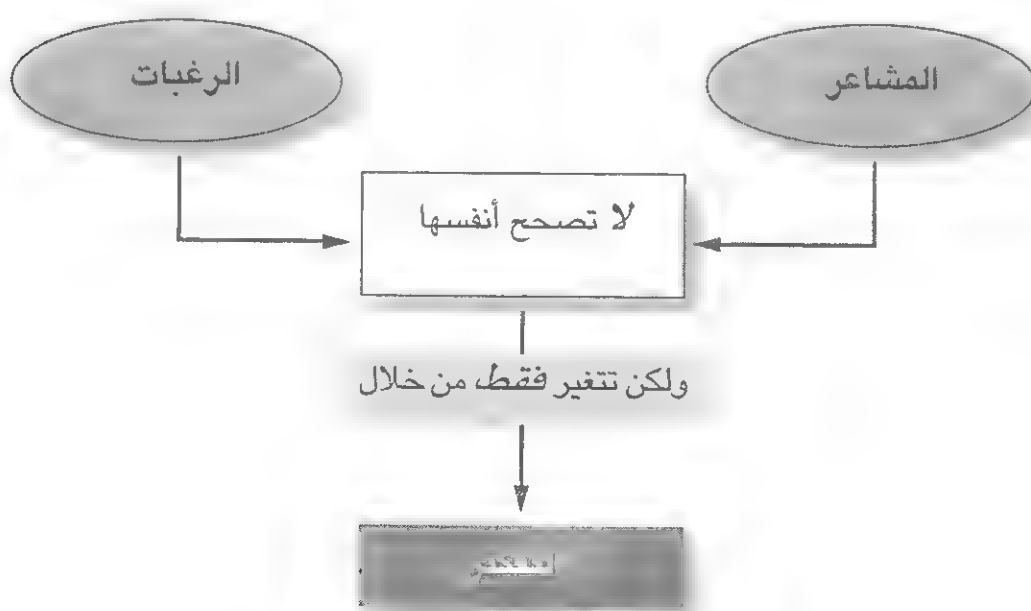 المشاعر
الرغبات
لا تصحح أنفسها
ولكن تتغير فقط من خلال